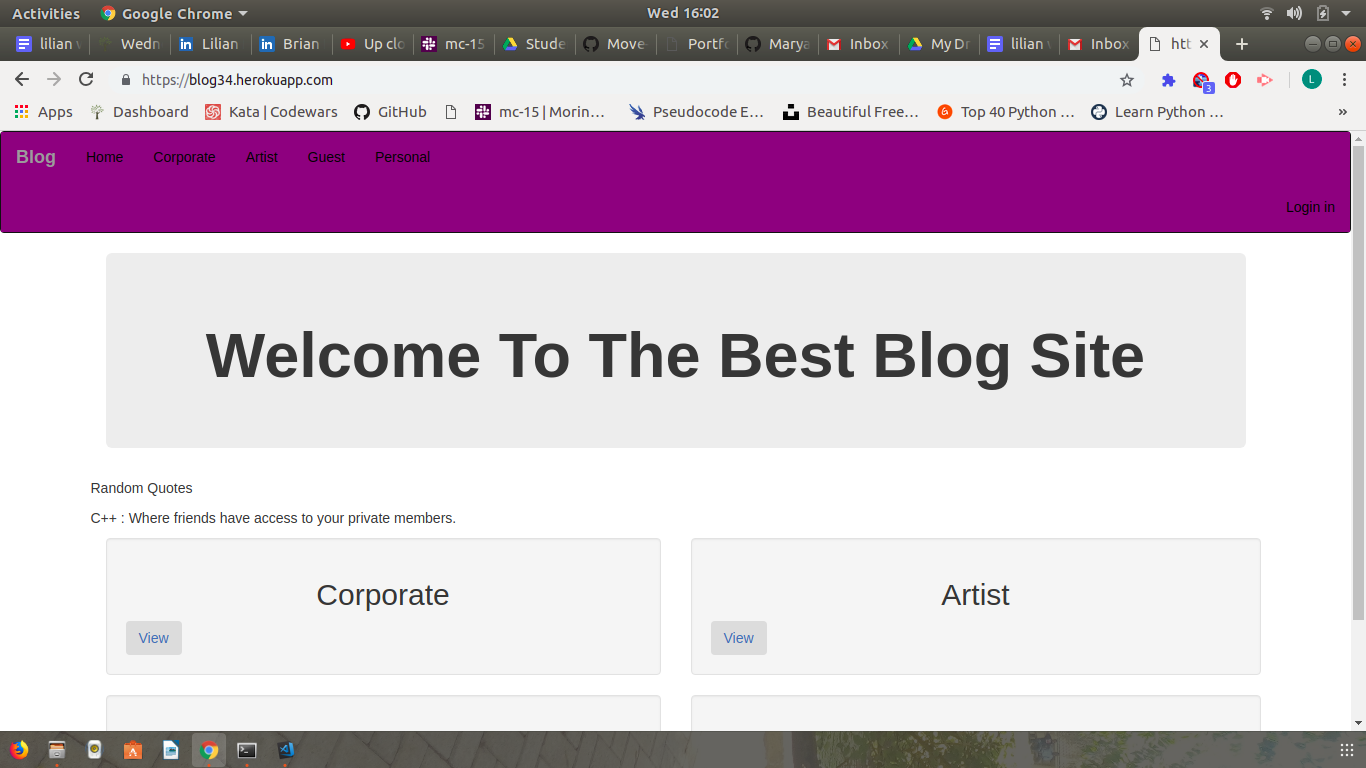 Activities Google Chrome Wed 16:02
lilian Wedn Lilian Brian Up clo mc-15 Stude Move- Portfo Marya Inbox My Dr lilian Inbox htt
https://blog34.herokuapp.com L
3
Apps Dashboard Kata | Codewars GitHub mc-15 | Morin… Pseudocode E… Beautiful Free… Top 40 Python … Learn Python … »
Blog Home Corporate Artist Guest Personal
Login in
Welcome To The Best Blog Site
Random Quotes
C++ : Where friends have access to your private members.
Corporate Artist
View View